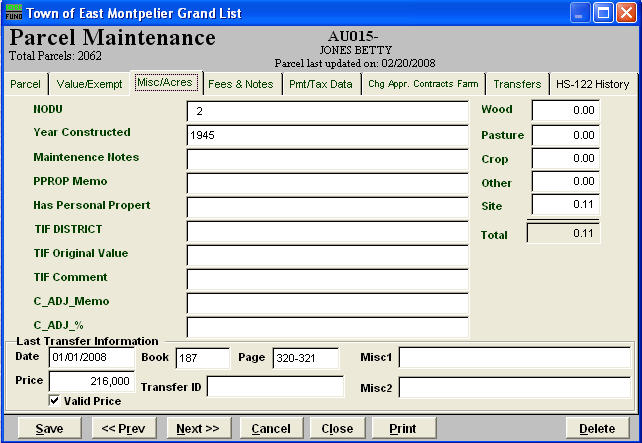 FUND Town of East Montpelier Grand List
Parcel Maintenance AU015-
JONES BETTY
Total Parcels: 2062 Parcel last updated on: 02/20/2008
Parcel Value/Exempt Misc/Acres Fees & Notes Pmt/Tax Data Chg Appr. Contracts Farm Transfers HS-122 History
NODU 2 Wood 0.00
Year Constructed 1945 Pasture 0.00
Maintenence Notes Crop 0.00
PPROP Memo Other 0.00
Has Personal Propert Site 0.11
TIF DISTRICT Total 0.11
TIF Original Value
TIF Comment
C_ADJ_Memo
C_ADJ_%
Last Transfer Information
Date 01/01/2008 Book 187 Page 320-321 Misc1
Price 216,000 Transfer ID Misc2
Valid Price
Save << Prev Next >> Cancel Close Print Delete